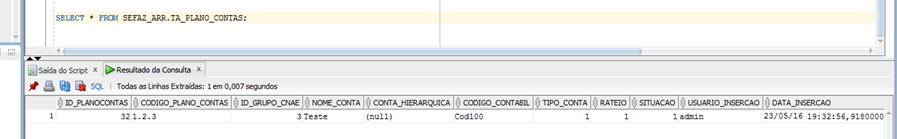 SELECT * FROM SEFAZ_ARR.TA_PLANO_CONTAS;
Saída do Script x Resultado da Consulta x
SQL | Todas as Linhas Extraídas: 1 em 0,007 segundos
ID_PLANOCONTAS CODIGO_PLANO_CONTAS ID_GRUPO_CNAE NOME_CONTA CONTA_HIERARQUICA CODIGO_CONTABIL TIPO_CONTA RATEIO SITUACAO USUARIO_INSERCAO DATA_INSERCAO
1 32 1.2.3 3 Teste (null) Cod100 1 1 1 admin 23/05/16 19:32:56,9180000